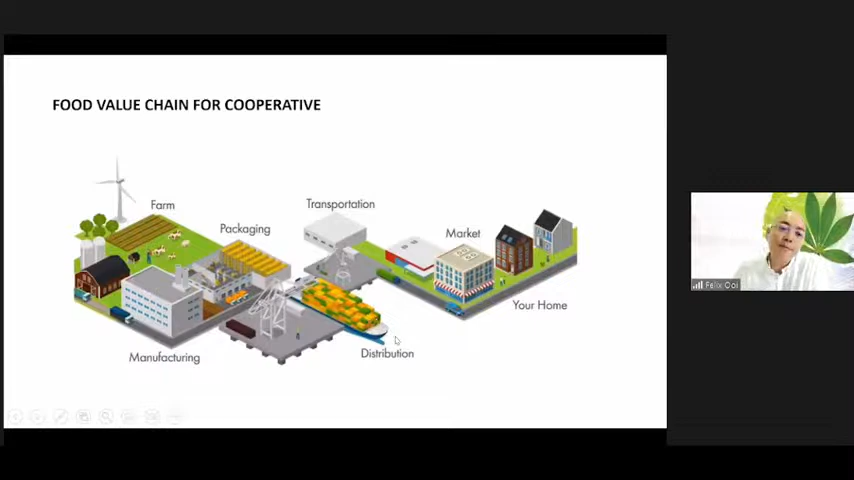 FOOD VALUE CHAIN FOR COOPERATIVE
Farm
Transportation
Packaging
Market
Your Home
Manufacturing
Distribution
Felix Ooi